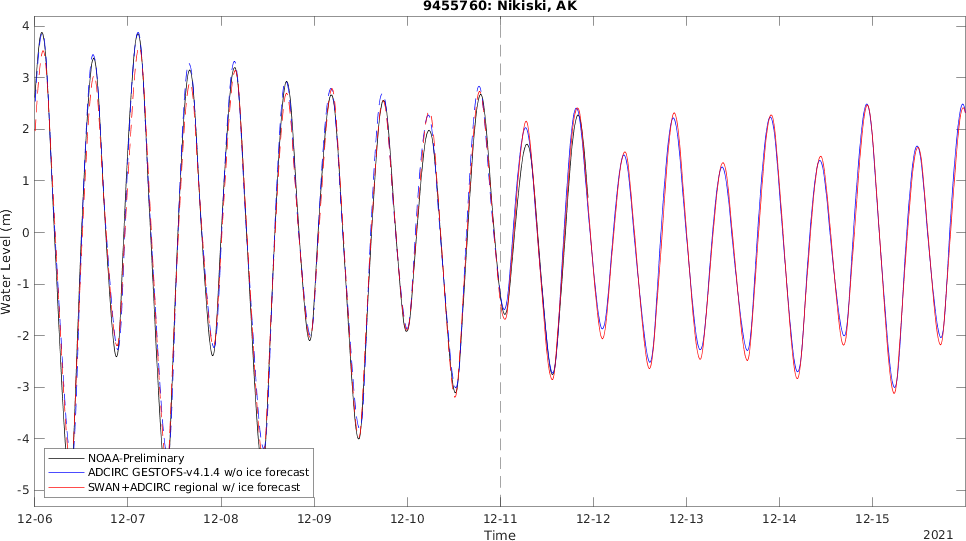 9455760: Nikiski, AK
Water Level (m)
4
3
2
1
0
-1
-2
-3
-4
-5
NOAA-Preliminary
ADCIRC GESTOFS-v4.1.4 w/o ice forecast
SWAN+ADCIRC regional w/ ice forecast
12-06 12-07 12-08 12-09 12-10 12-11 12-12 12-13 12-14 12-15
Time
2021